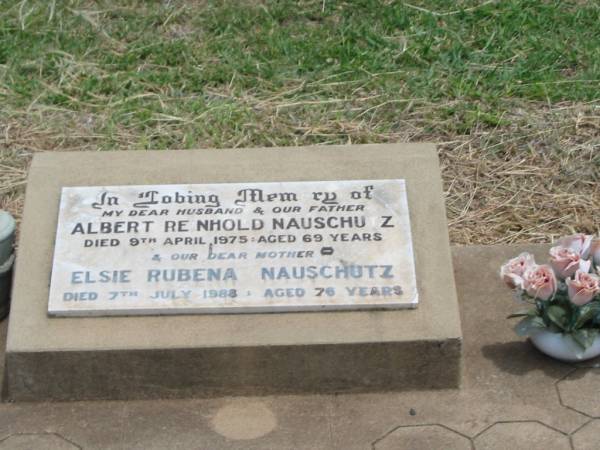 In Loving Mem ry of
MY DEAR HUSBAND & OUR FATHER
ALBERT RE NHOLD NAUSCHU Z
DIED 9TH APRIL 1975 : AGED 69 YEARS
& OUR DEAR MOTHER
ELSIE RUBENA NAUSCHUTZ
DIED 7TH JULY 1988 : AGED 76 YEARS